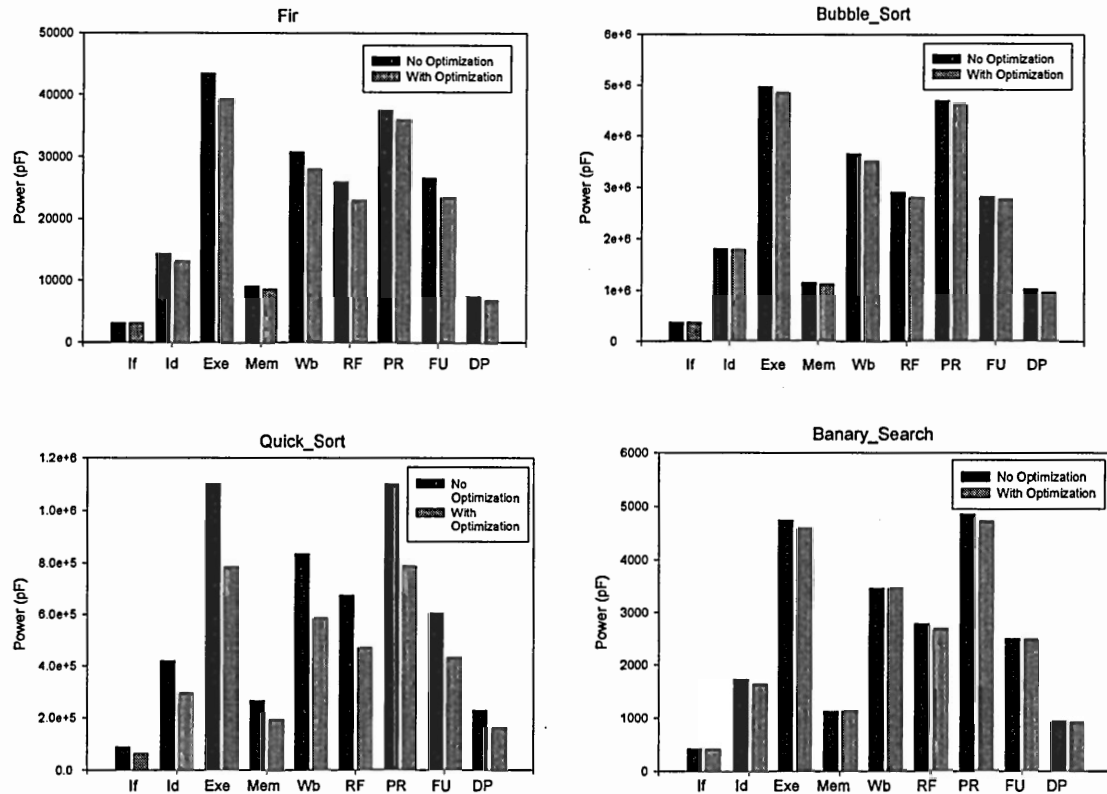 Fir
50000
40000
30000
20000
10000
0
Power (pF)
No Optimization
With Optimization
If Id Exe Mem Wb RF PR FU DP
Bubble_Sort
6e+6
5e+6
4e+6
3e+6
2e+6
1e+6
0
Power (pF)
No Optimization
With Optimization
If Id Exe Mem Wb RF PR FU DP
Quick_Sort
1.2e+6
1.0e+6
8.0e+5
6.0e+5
4.0e+5
2.0e+5
0.0
Power (pF)
No
Optimization
With
Optimization
If Id Exe Mem Wb RF PR FU DP
Banary_Search
6000
5000
4000
3000
2000
1000
0
Power (pF)
No Optimization
With Optimization
If Id Exe Mem Wb RF PR FU DP